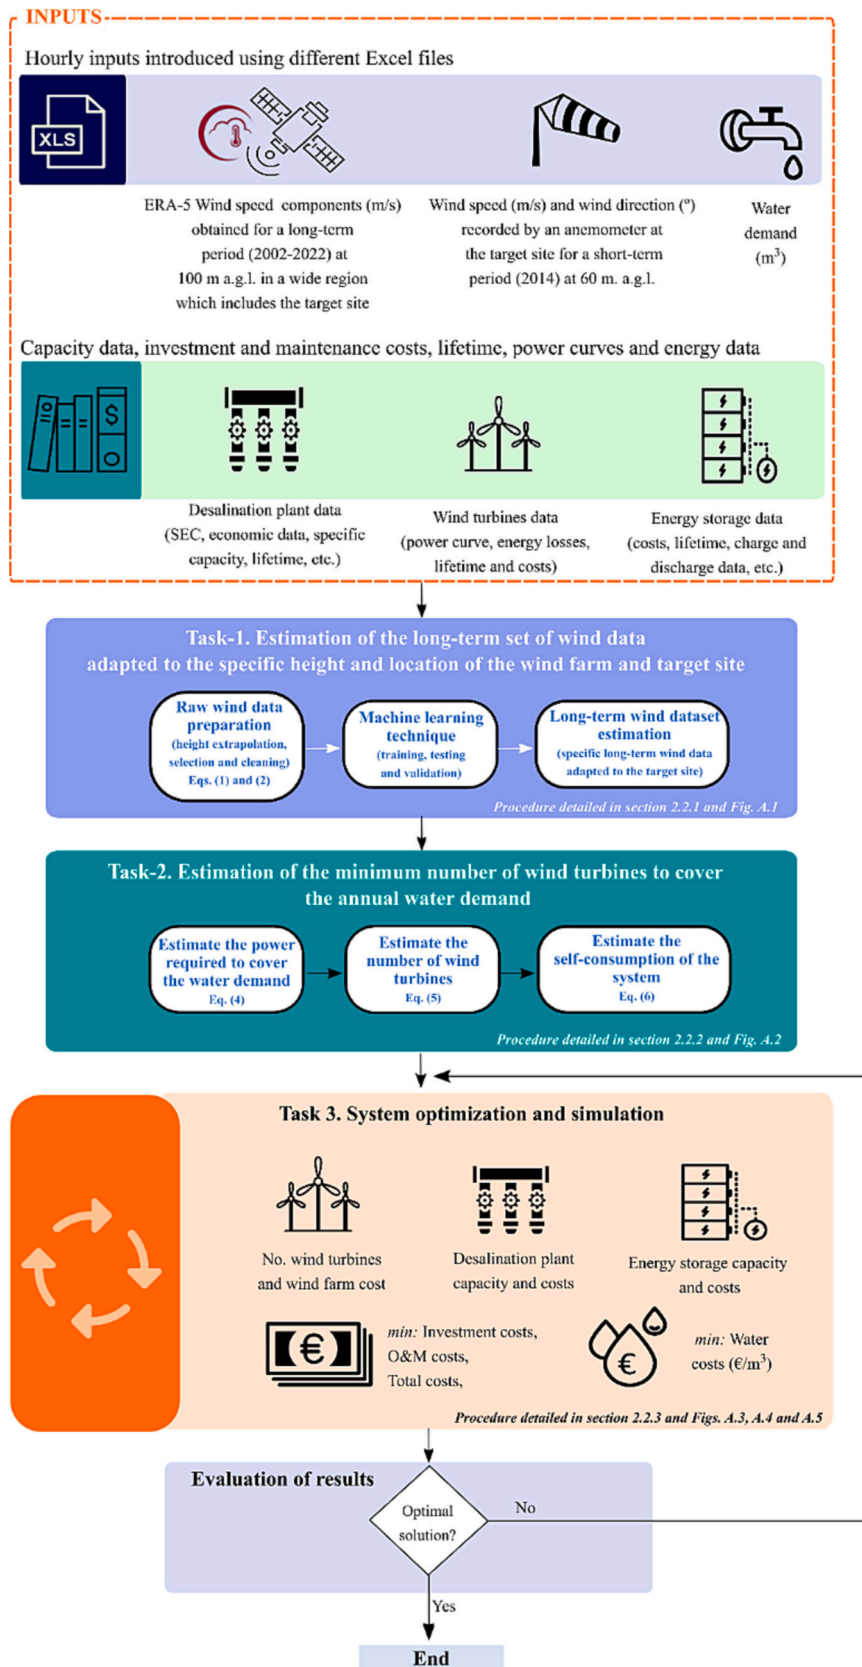 INPUTS
Hourly inputs introduced using different Excel files
XLS
ERA-5 Wind speed components (m/s)
obtained for a long-term
period (2002-2022) at
100 m a.g.l. in a wide region
which includes the target site
Wind speed (m/s) and wind direction (º)
recorded by an anemometer at
the target site for a short-term
period (2014) at 60 m. a.g.l.
Water
demand
(m³)
Capacity data, investment and maintenance costs, lifetime, power curves and energy data
$
Desalination plant data
(SEC, economic data, specific
capacity, lifetime, etc.)
Wind turbines data
(power curve, energy losses,
lifetime and costs)
Energy storage data
(costs, lifetime, charge and
discharge data, etc.)
Task-1. Estimation of the long-term set of wind data
adapted to the specific height and location of the wind farm and target site
Raw wind data
preparation
(height extrapolation,
selection and cleaning)
Eqs. (1) and (2)
Machine learning
technique
(training, testing
and validation)
Long-term wind dataset
estimation
(specific long-term wind data
adapted to the target site)
Procedure detailed in section 2.2.1 and Fig. A.1
Task-2. Estimation of the minimum number of wind turbines to cover
the annual water demand
Estimate the power
required to cover
the water demand
Eq. (4)
Estimate the
number of wind
turbines
Eq. (5)
Estimate the
self-consumption of the
system
Eq. (6)
Procedure detailed in section 2.2.2 and Fig. A.2
Task 3. System optimization and simulation
No. wind turbines
and wind farm cost
Desalination plant
capacity and costs
Energy storage capacity
and costs
€
min: Investment costs,
O&M costs,
Total costs,
€
min: Water
costs (€/m³)
Procedure detailed in section 2.2.3 and Figs. A.3, A.4 and A.5
Evaluation of results
Optimal
solution?
No
Yes
End